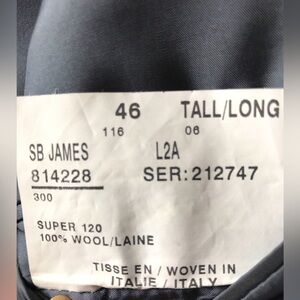 46 TALL/LONG
116 06
SB JAMES L2A
814228 SER:212747
300
SUPER 120
100% WOOL/LAINE
TISSE EN / WOVEN IN
ITALIE / ITALY